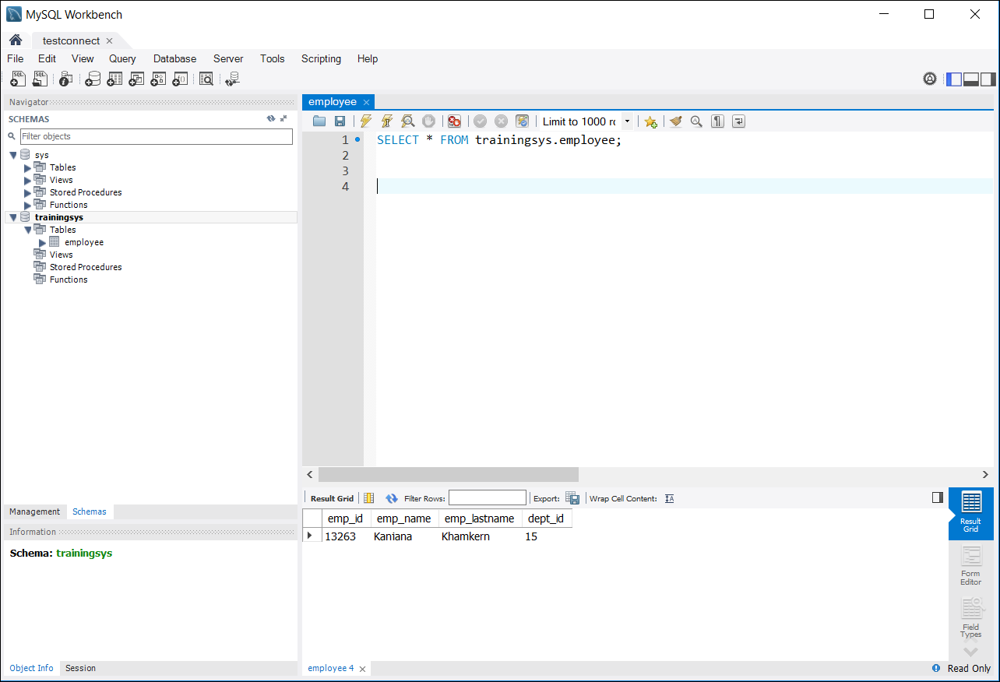 MySQL Workbench
testconnect
File Edit View Query Database Server Tools Scripting Help
Navigator
SCHEMAS
Filter objects
sys
Tables
Views
Stored Procedures
Functions
trainingsys
Tables
employee
Views
Stored Procedures
Functions
Management Schemas
Information
Schema: trainingsys
Object Info Session
employee
Limit to 1000 rc
1 SELECT * FROM trainingsys.employee;
2
3
4
Result Grid Filter Rows: Export: Wrap Cell Content:
emp_id emp_name emp_lastname dept_id
13263 Kanjana Khamkern 15
Result
Grid
Form
Editor
Field
Types
employee 4
Read Only